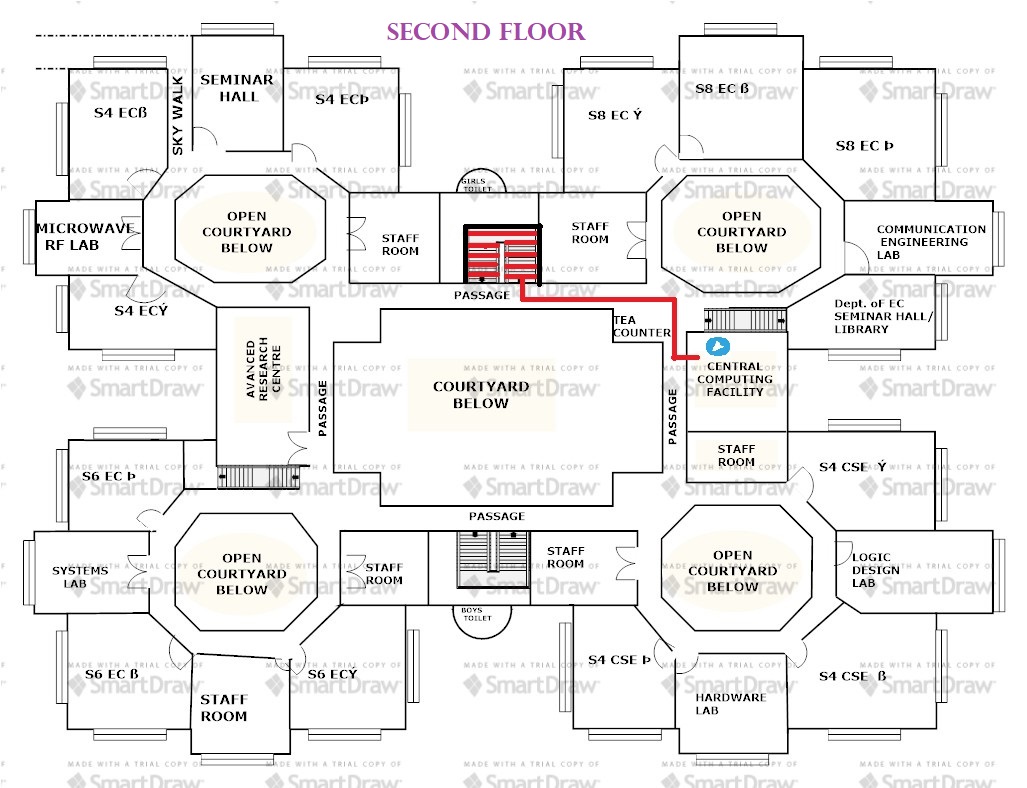 SECOND FLOOR
S4 ECß
SKY WALK
SEMINAR
HALL
S4 ECÞ
S8 EC Ý
S8 EC ß
S8 EC Þ
GIRLS
TOILET
MICROWAVE
RF LAB
OPEN
COURTYARD
BELOW
STAFF
ROOM
STAFF
ROOM
OPEN
COURTYARD
BELOW
COMMUNICATION
ENGINEERING
LAB
S4 ECÝ
PASSAGE
TEA
COUNTER
Dept. of EC
SEMINAR HALL/
LIBRARY
ADVANCED
RESEARCH
CENTRE
PASSAGE
COURTYARD
BELOW
PASSAGE
CENTRAL
COMPUTING
FACILITY
STAFF
ROOM
S6 EC Þ
S4 CSE Ý
PASSAGE
SYSTEMS
LAB
OPEN
COURTYARD
BELOW
STAFF
ROOM
STAFF
ROOM
OPEN
COURTYARD
BELOW
LOGIC
DESIGN
LAB
BOYS
TOILET
S6 EC ß
STAFF
ROOM
S6 ECÝ
S4 CSE Þ
HARDWARE
LAB
S4 CSE ß
MADE WITH A TRIAL COPY OF
SmartDraw